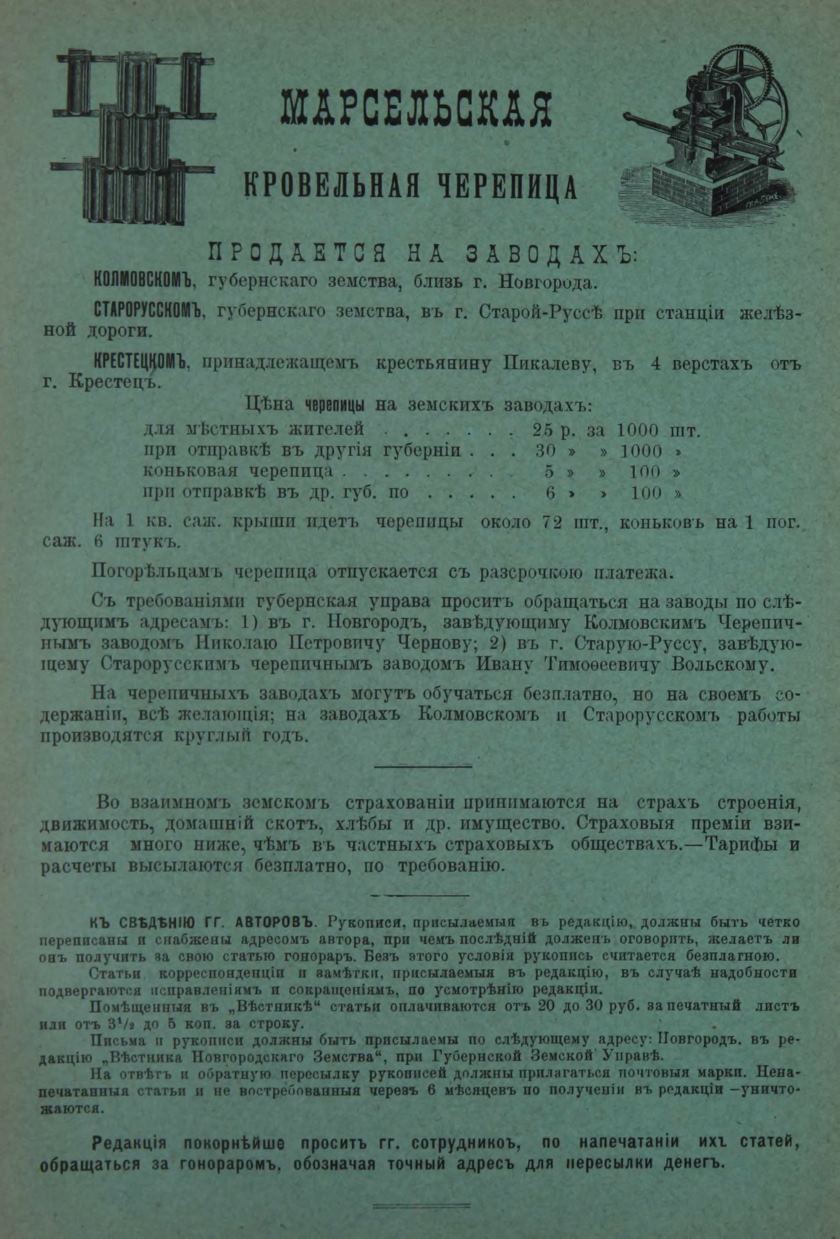 МАРСЕЛЬСКАЯ
КРОВЕЛЬНАЯ ЧЕРЕПИЦА
ПРОДАЕТСЯ НА ЗАВОДАХЪ:
КОЛМОВСКОМЪ, губернскаго земства, близь г. Новгорода.
СТАРОРУССКОМЪ, губернскаго земства, въ г. Старой-Руссѣ при станціи желѣз-
ной дороги.
КРЕСТЕЦКОМЪ, принадлежащемъ крестьянину Пикалеву, въ 4 верстахъ отъ
г. Крестецъ.
Цѣна черепицы на земскихъ заводахъ:
для мѣстныхъ жителей . . . . . . . 25 р. за 1000 шт.
при отправкѣ въ другія губерніи . . . 30 » » 1000 »
коньковая черепица . . . . . . . . 5 » » 100 »
при отправкѣ въ др. губ. по . . . . . 6 » » 100 »
На 1 кв. саж. крыши идетъ черепицы около 72 шт., коньковъ на 1 пог.
саж. 6 штукъ.
Погорѣльцамъ черепица отпускается съ разсрочкою платежа.
Съ требованіями губернская управа проситъ обращаться на заводы по слѣ-
дующимъ адресамъ: 1) въ г. Новгородъ, завѣдующиму Колмовскимъ Черепич-
нымъ заводомъ Николаю Петровичу Чернову; 2) въ г. Старую-Руссу, завѣдую-
щему Старорусскимъ черепичнымъ заводомъ Ивану Тимоѳеевичу Вольскому.
На черепичныхъ заводахъ могутъ обучаться безплатно, но на своемъ со-
держаніи, всѣ желающія; на заводахъ Колмовскомъ и Старорусскомъ работы
производятся круглый годъ.
Во взаимномъ земскомъ страхованіи принимаются на страхъ строенія,
движимость, домашній скотъ, хлѣбы и др. имущество. Страховыя преміи взи-
маются много ниже, чѣмъ въ частныхъ страховыхъ обществахъ.—Тарифы и
расчеты высылаются безплатно, по требованію.
КЪ СВѢДѢНІЮ ГГ. АВТОРОВЪ. Рукописи, присылаемыя въ редакцію, должны быть четко
переписаны и снабжены адресомъ автора, при чемъ послѣдній долженъ оговорить, желаетъ ли
онъ получить за свою статью гонораръ. Безъ этого условія рукопись считается безплатною.
Статьи корреспонденціи и замѣтки, присылаемыя въ редакцію, въ случаѣ надобности
подвергаются исправленіямъ и сокращеніямъ, по усмотрѣнію редакціи.
Помѣщенныя въ „Вѣстникѣ“ статьи оплачиваются отъ 20 до 30 руб. за печатный листъ
или отъ 3¹/₂ до 5 коп. за строку.
Письма и рукописи должны быть присылаемы по слѣдующему адресу: Новгородъ. въ ре-
дакцію „Вѣстника Новгородскаго Земства“, при Губернской Земской Управѣ.
На отвѣтъ и обратную пересылку рукописей должны прилагаться почтовыя марки. Нена-
печатанныя статьи и не востребованныя черезъ 6 мѣсяцевъ по полученіи въ редакціи —уничто-
жаются.
Редакція покорнѣйше проситъ гг. сотрудниковъ, по напечатаніи ихъ статей,
обращаться за гонораромъ, обозначая точный адресъ для пересылки денегъ.